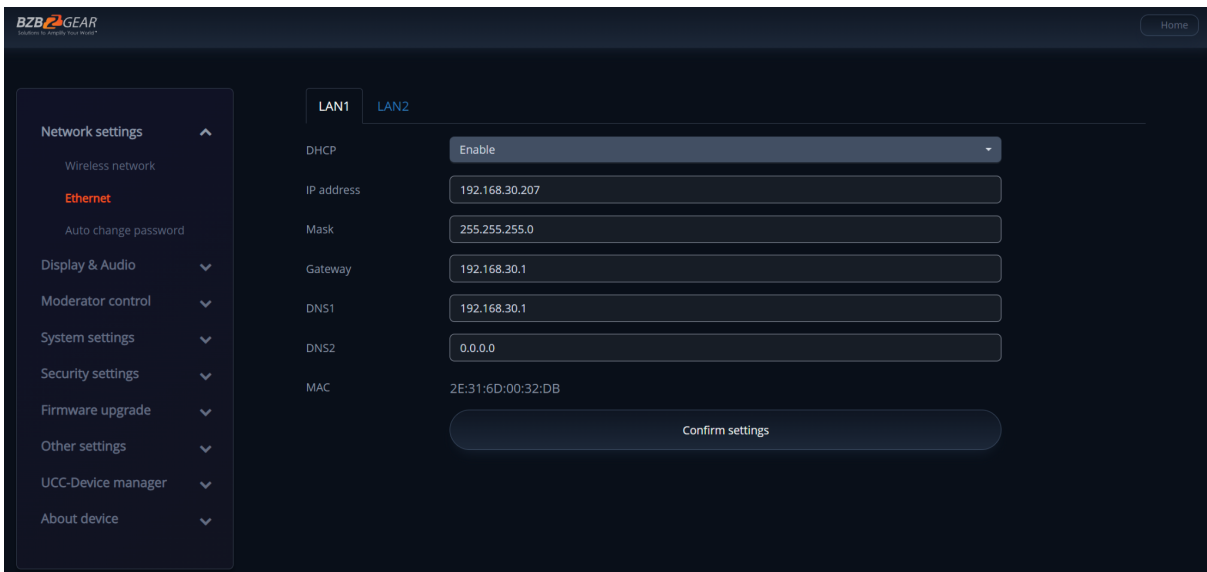 BZBGEAR
Solutions to Amplify Your World™
Home
Network settings
Wireless network
Ethernet
Auto change password
Display & Audio
Moderator control
System settings
Security settings
Firmware upgrade
Other settings
UCC-Device manager
About device
LAN1 LAN2
DHCP Enable
IP address 192.168.30.207
Mask 255.255.255.0
Gateway 192.168.30.1
DNS1 192.168.30.1
DNS2 0.0.0.0
MAC 2E:31:6D:00:32:DB
Confirm settings